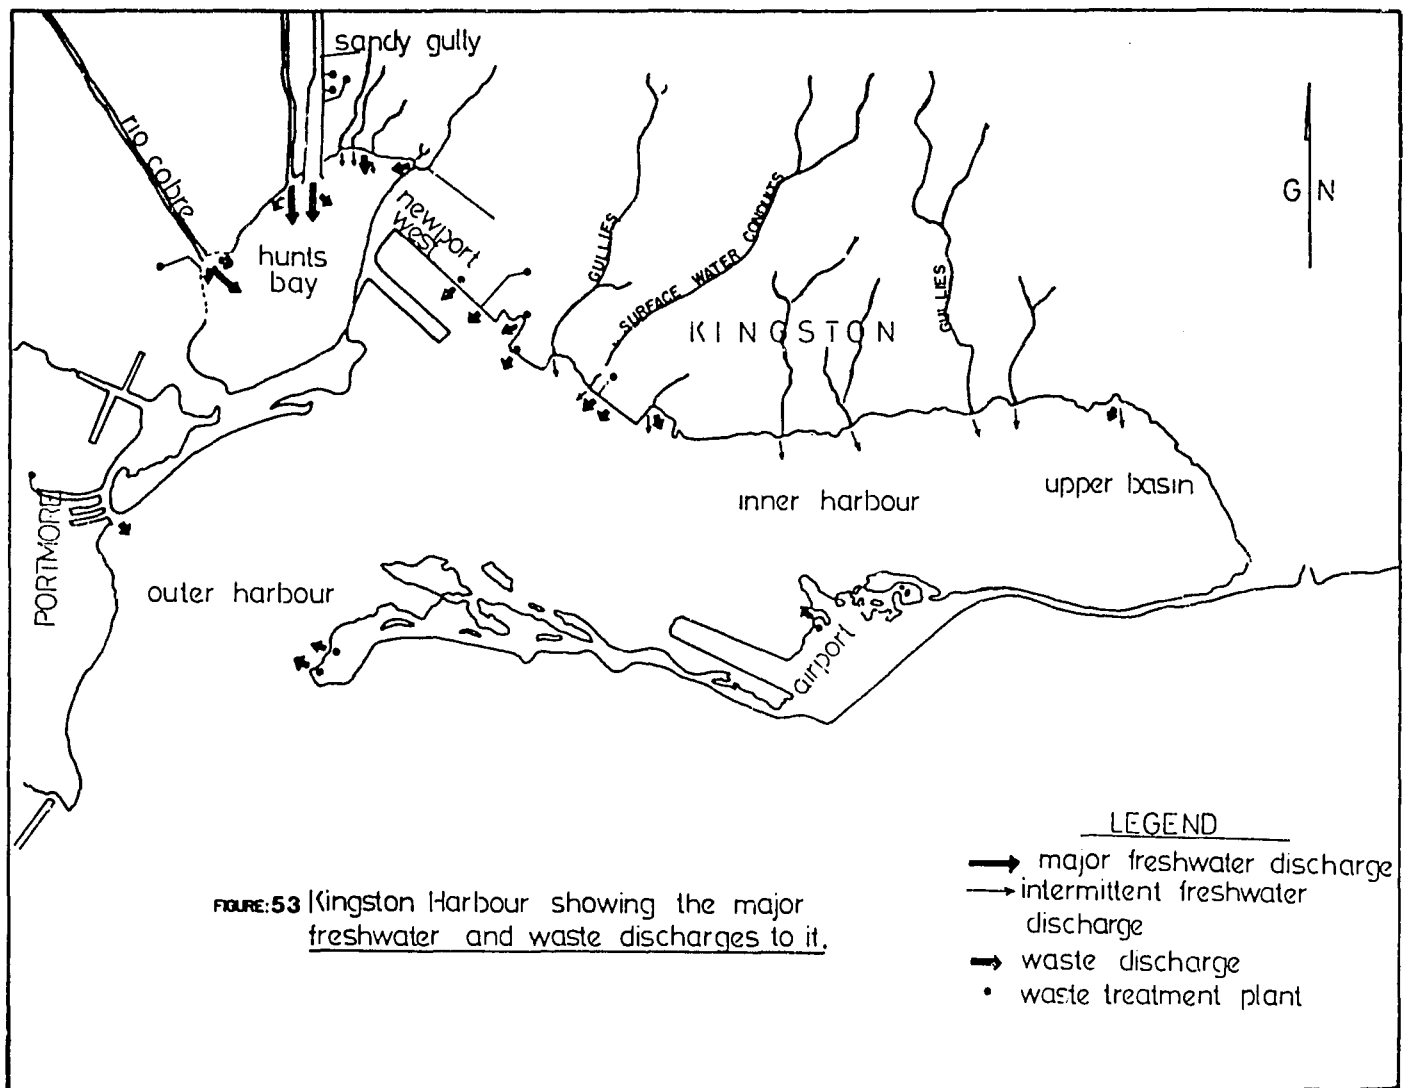 sandy gully
rio cobre
hunts
bay
newport
west
GULLIES
SURFACE WATER CONDUITS
GULLIES
KINGSTON
G N
inner harbour
upper basin
PORTMORE
outer harbour
airport
LEGEND
major freshwater discharge
intermittent freshwater
discharge
waste discharge
waste treatment plant
FIGURE:53 Kingston Harbour showing the major
freshwater and waste discharges to it.